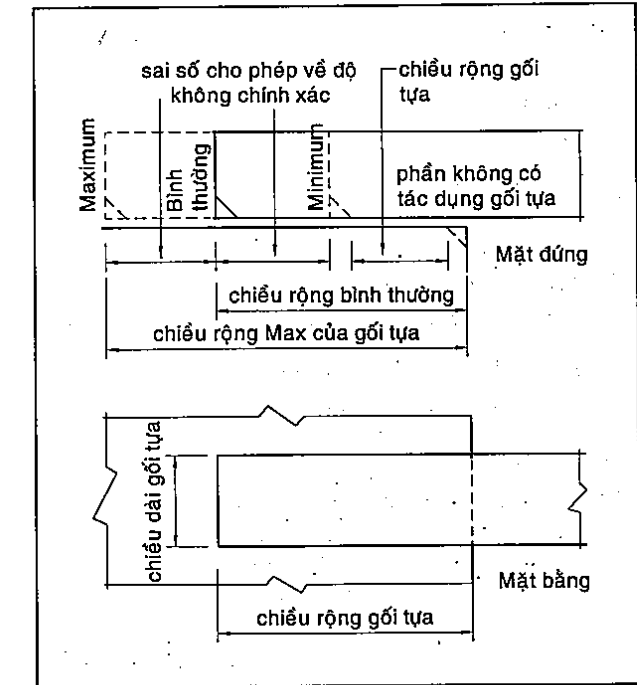 sai số cho phép về độ
không chính xác
chiều rộng gối
tựa
Maximum
Bình
thường
Minimum
phần không có
tác dụng gối tựa
Mặt đứng
chiều rộng bình thường
chiều rộng Max của gối tựa
chiều dài gối tựa
Mặt bằng
chiều rộng gối tựa